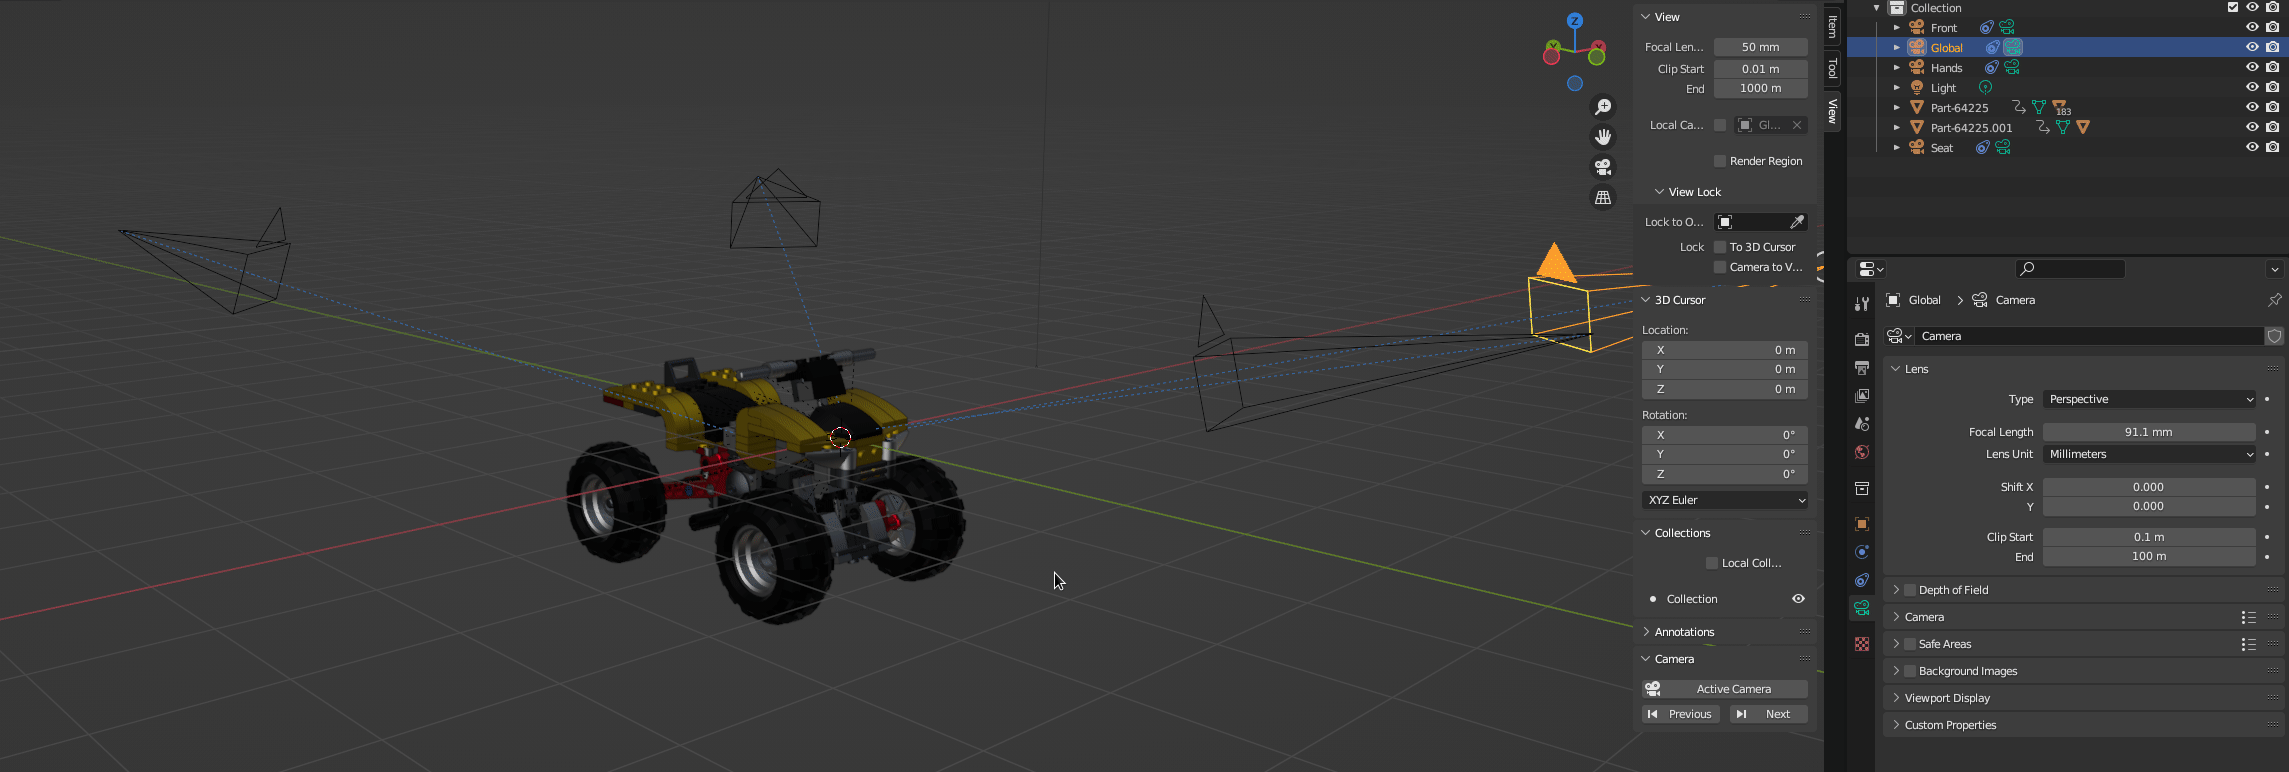 Z
Y
X
View
Focal Len...
50 mm
Clip Start
0.01 m
End
1000 m
Local Ca...
Gl...
Render Region
View Lock
Lock to O...
Lock
To 3D Cursor
Camera to V...
3D Cursor
Location:
X
0 m
Y
0 m
Z
0 m
Rotation:
X
0°
Y
0°
Z
0°
XYZ Euler
Collections
Local Coll...
Collection
Annotations
Camera
Active Camera
Previous
Next
Item
Tool
View
Collection
Front
Global
Hands
Light
Part-64225
183
Part-64225.001
Seat
Global
Camera
Camera
Lens
Type
Perspective
Focal Length
91.1 mm
Lens Unit
Millimeters
Shift X
0.000
Y
0.000
Clip Start
0.1 m
End
100 m
Depth of Field
Camera
Safe Areas
Background Images
Viewport Display
Custom Properties